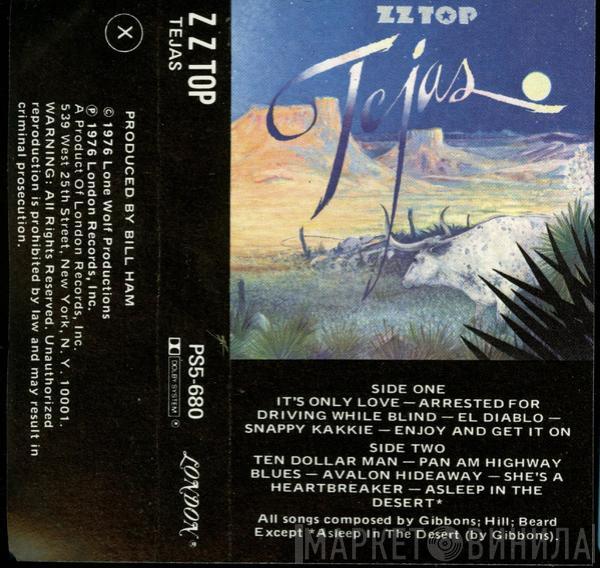 ZZ TOP
Tejas
SIDE ONE
IT'S ONLY LOVE — ARRESTED FOR
DRIVING WHILE BLIND — EL DIABLO —
SNAPPY KAKKIE — ENJOY AND GET IT ON
SIDE TWO
TEN DOLLAR MAN — PAN AM HIGHWAY
BLUES — AVALON HIDEAWAY — SHE'S A
HEARTBREAKER — ASLEEP IN THE
DESERT*
All songs composed by Gibbons; Hill; Beard
Except *Asleep In The Desert (by Gibbons).
Z Z TOP
TEJAS
PS5-680
DOLBY SYSTEM
LONDON
X
PRODUCED BY BILL HAM
© 1976 Lone Wolf Productions
℗ 1976 London Records, Inc.
A Product Of London Records, Inc.
539 West 25th Street, New York, N. Y. 10001.
WARNING: All Rights Reserved. Unauthorized
reproduction is prohibited by law and may result in
criminal prosecution.
МАРКЕТ ВИНИЛА